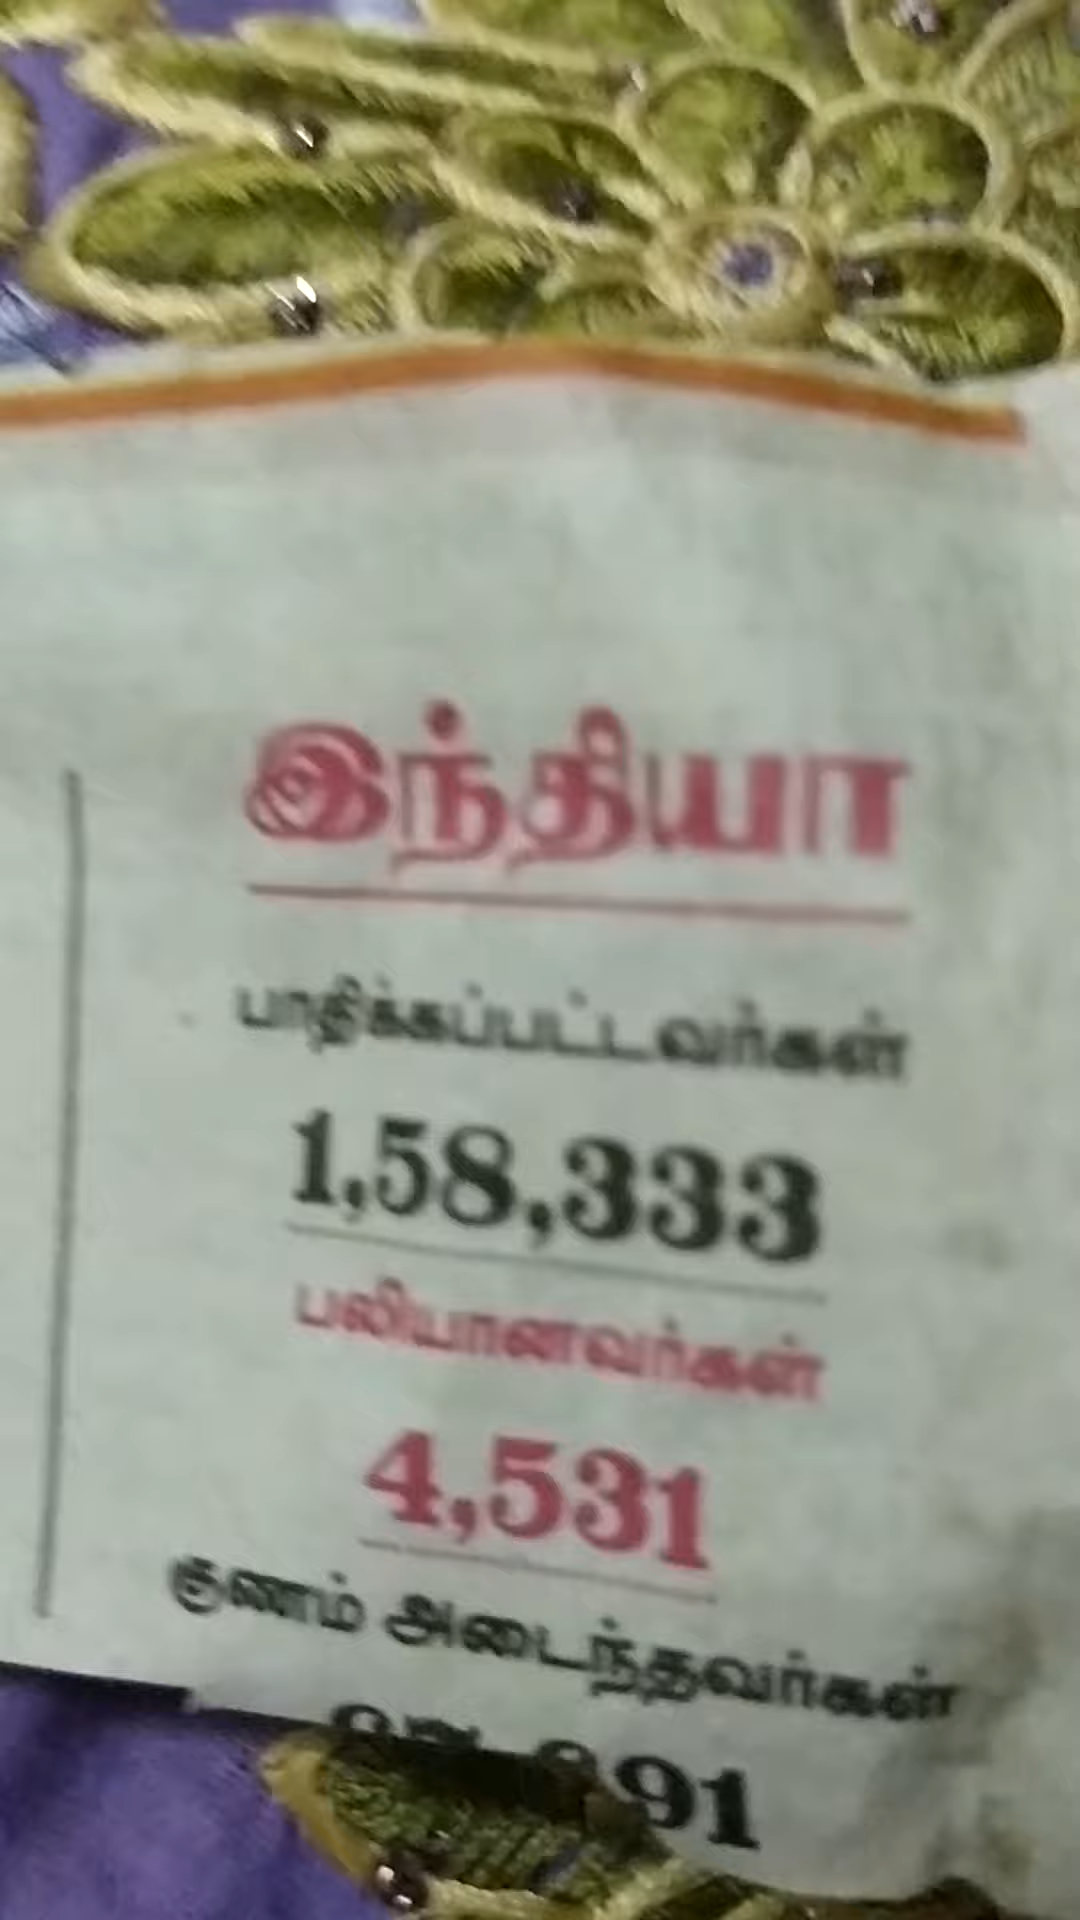 இந்தியா
பாதிக்கப்பட்டவர்கள்
1,58,333
பலியானவர்கள்
4,531
குணம் அடைந்தவர்கள்